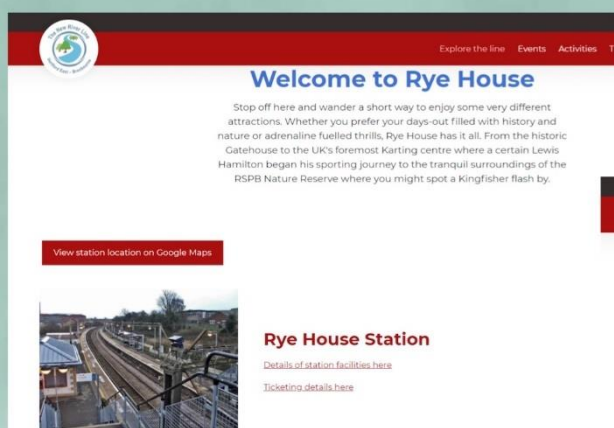 The New River Line
Explore the line Events Activities T
Welcome to Rye House
Stop off here and wander a short way to enjoy some very different
attractions. Whether you prefer your days-out filled with history and
nature or adrenaline fuelled thrills, Rye House has it all. From the historic
Gatehouse to the UK's foremost Karting centre where a certain Lewis
Hamilton began his sporting journey to the tranquil surroundings of the
RSPB Nature Reserve where you might spot a Kingfisher flash by.
View station location on Google Maps
Rye House Station
Details of station facilities here
Ticketing details here